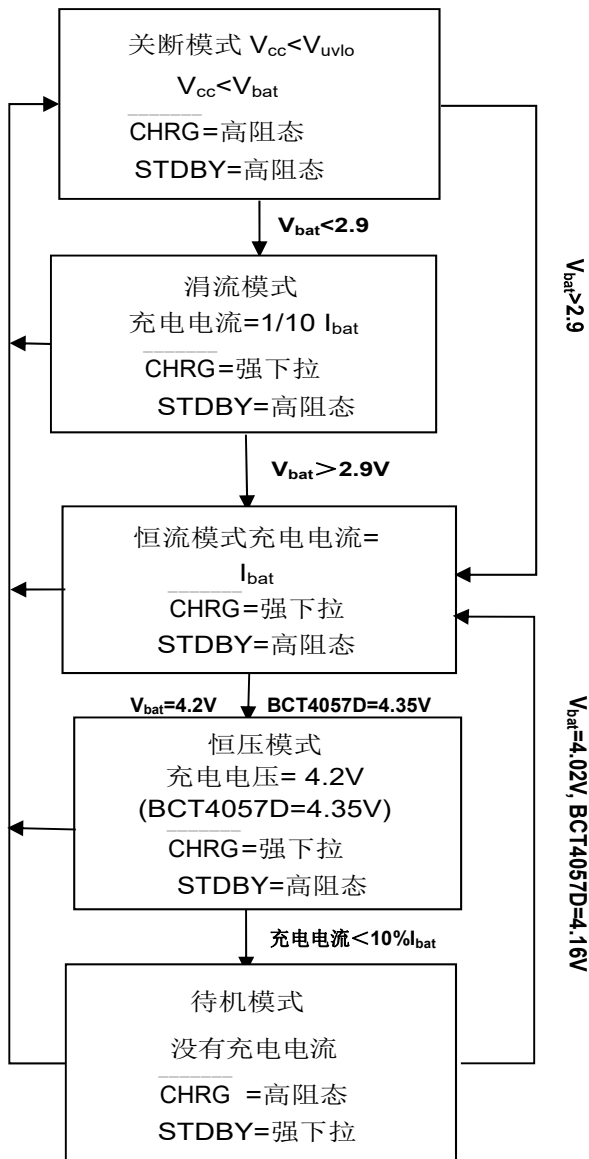 关断模式 Vcc<Vuvlo
Vcc<Vbat
CHRG=高阻态
STDBY=高阻态
Vbat<2.9
Vbat>2.9
涓流模式
充电电流=1/10 Ibat
CHRG=强下拉
STDBY=高阻态
Vbat＞2.9V
恒流模式充电电流=
Ibat
CHRG=强下拉
STDBY=高阻态
Vbat=4.2V BCT4057D=4.35V
恒压模式
充电电压= 4.2V
(BCT4057D=4.35V)
CHRG=强下拉
STDBY=高阻态
Vbat=4.02V, BCT4057D=4.16V
充电电流＜10%Ibat
待机模式
没有充电电流
CHRG =高阻态
STDBY=强下拉